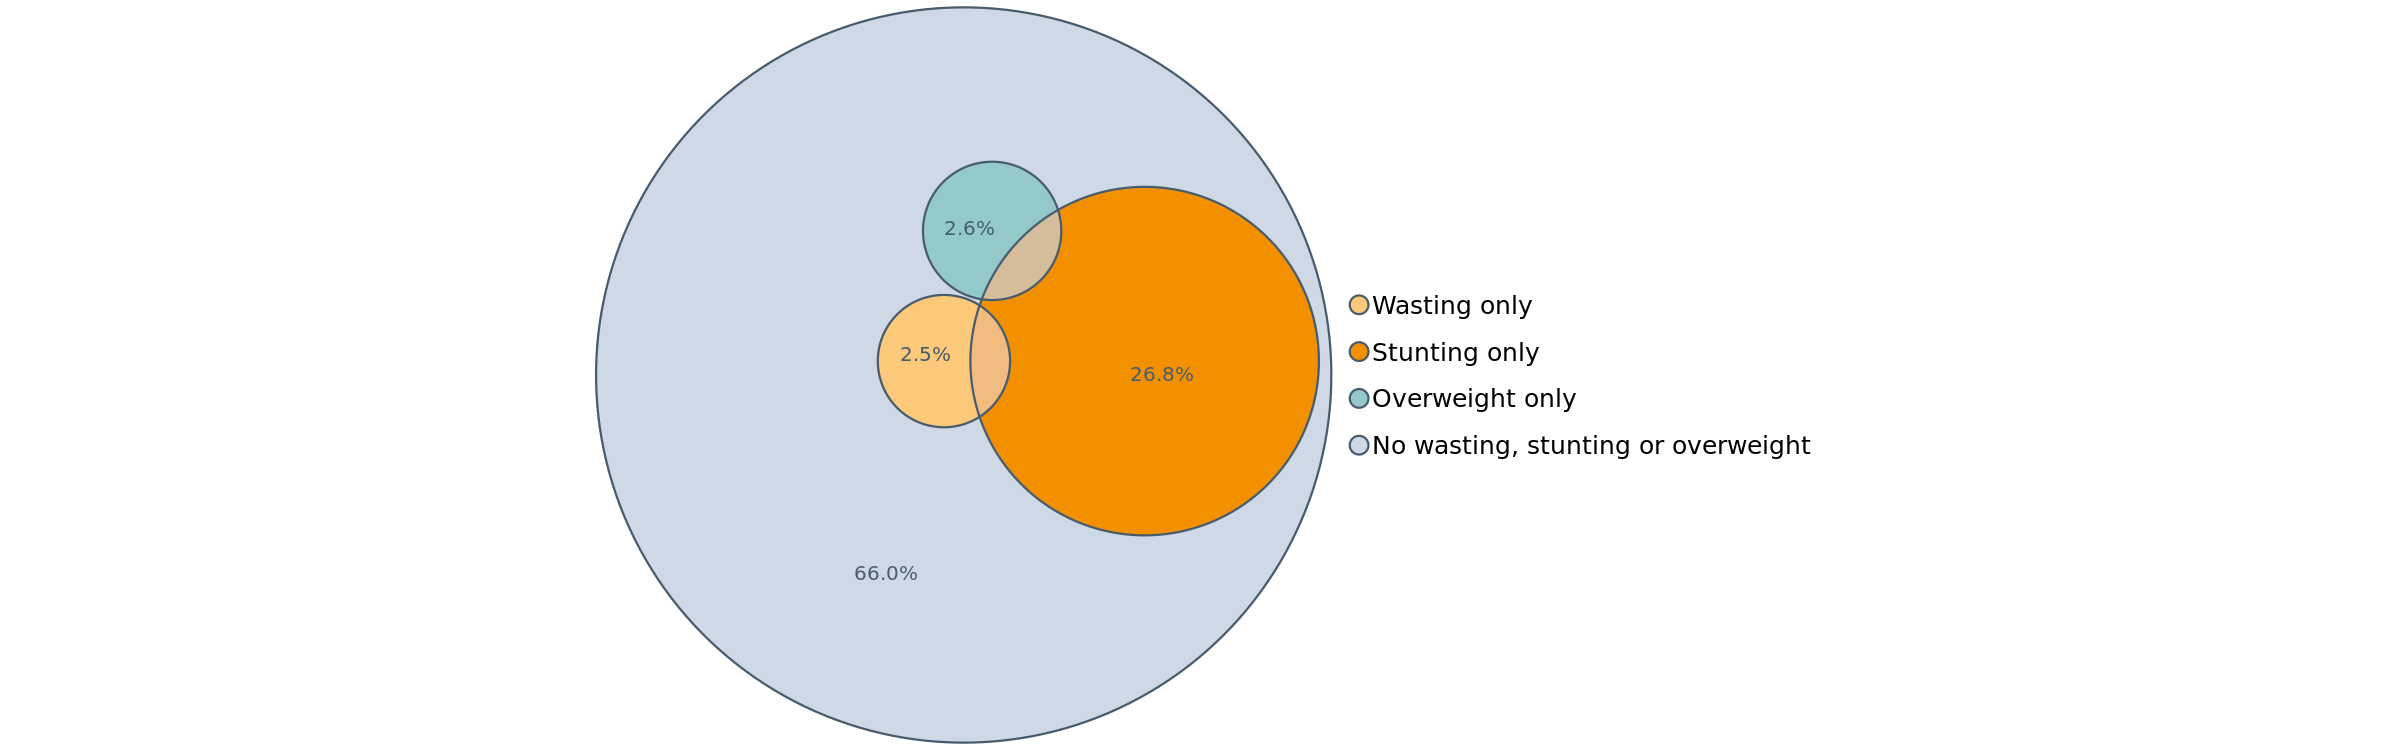 2.6%
2.5%
26.8%
66.0%
Wasting only
Stunting only
Overweight only
No wasting, stunting or overweight